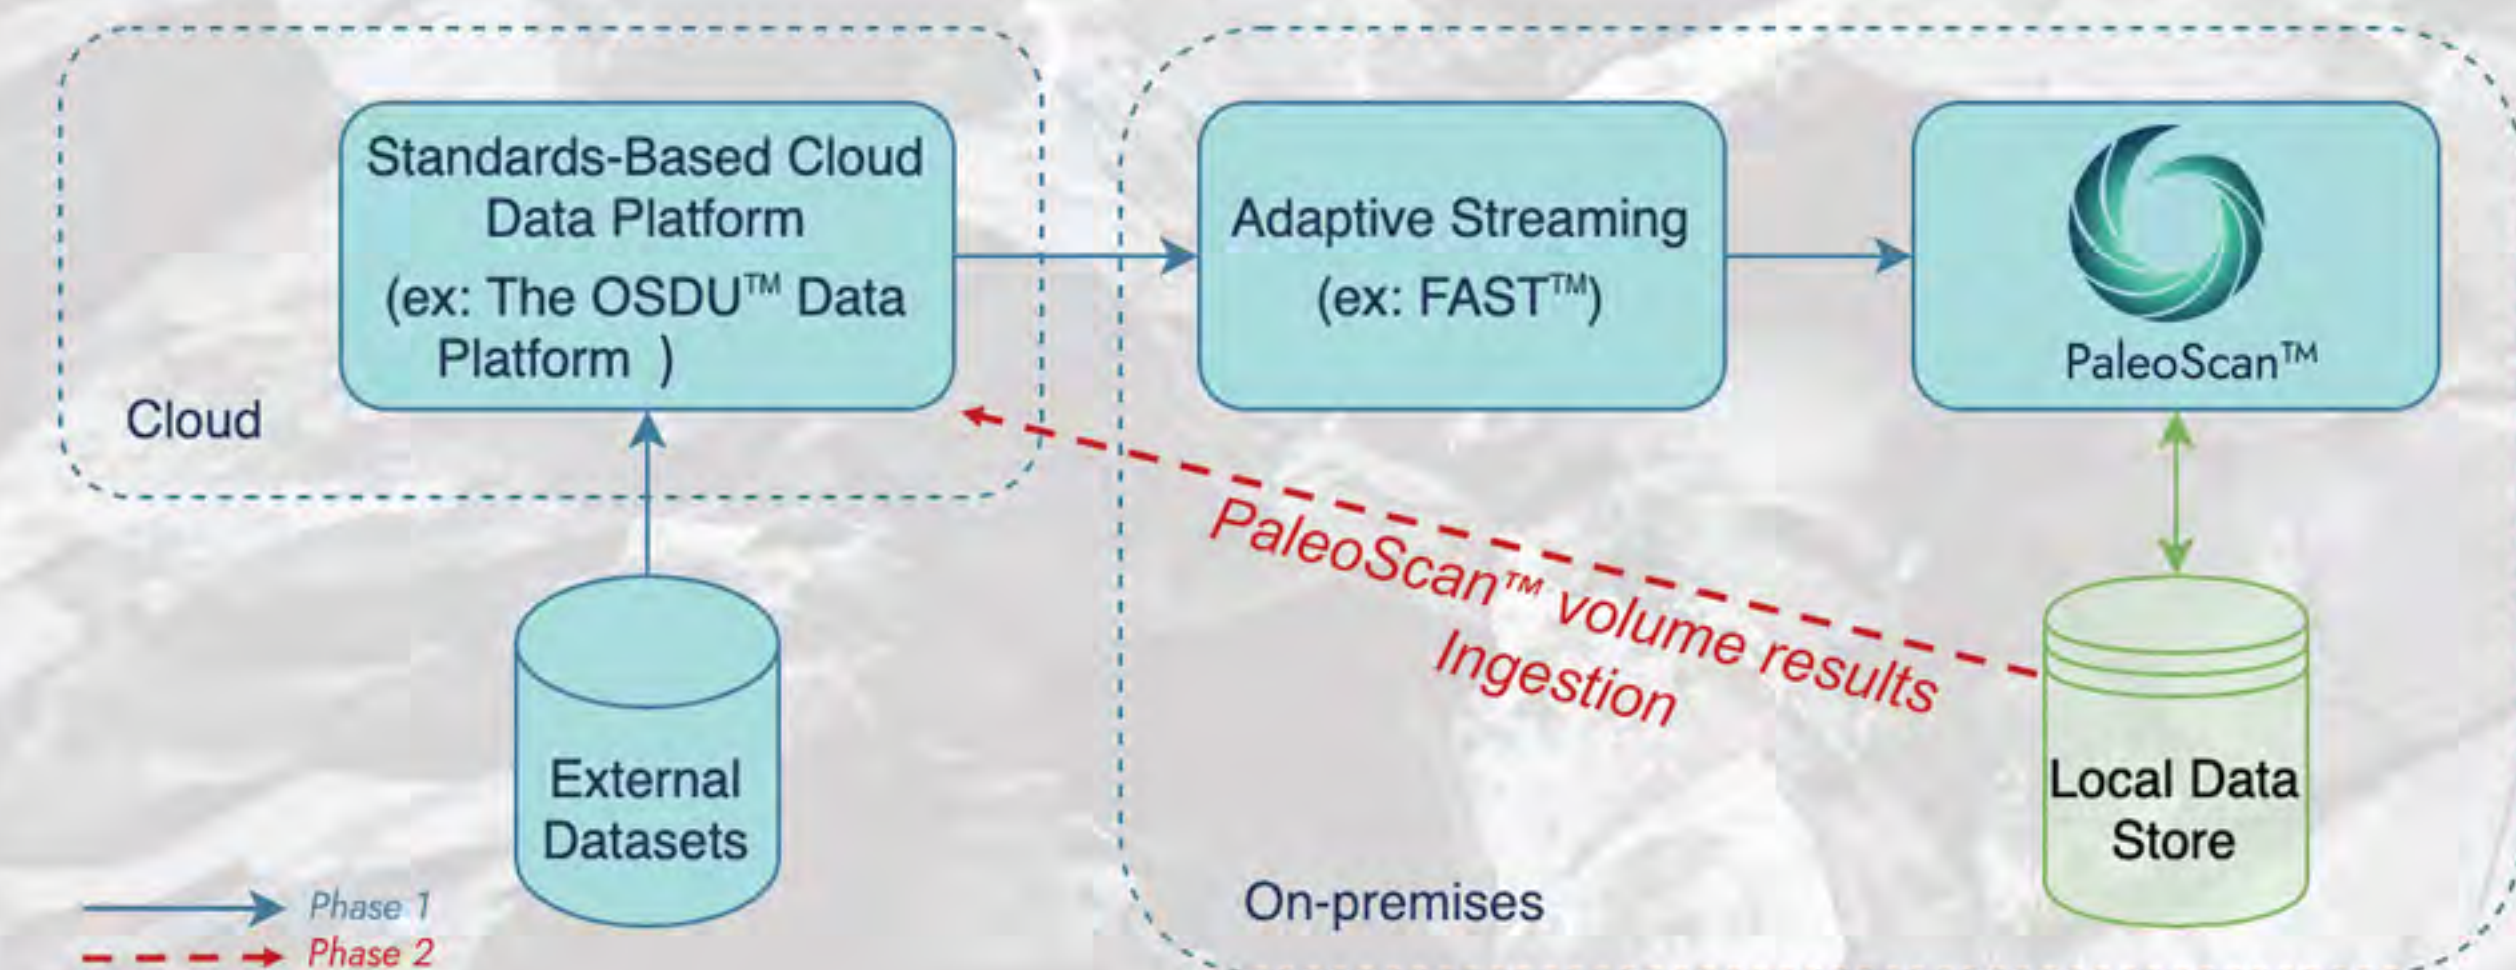 Standards-Based Cloud
Data Platform
(ex: The OSDU™ Data
Platform )
Cloud
Adaptive Streaming
(ex: FAST™)
PaleoScan™
PaleoScan™ volume results
Ingestion
External
Datasets
Local Data
Store
On-premises
Phase 1
Phase 2